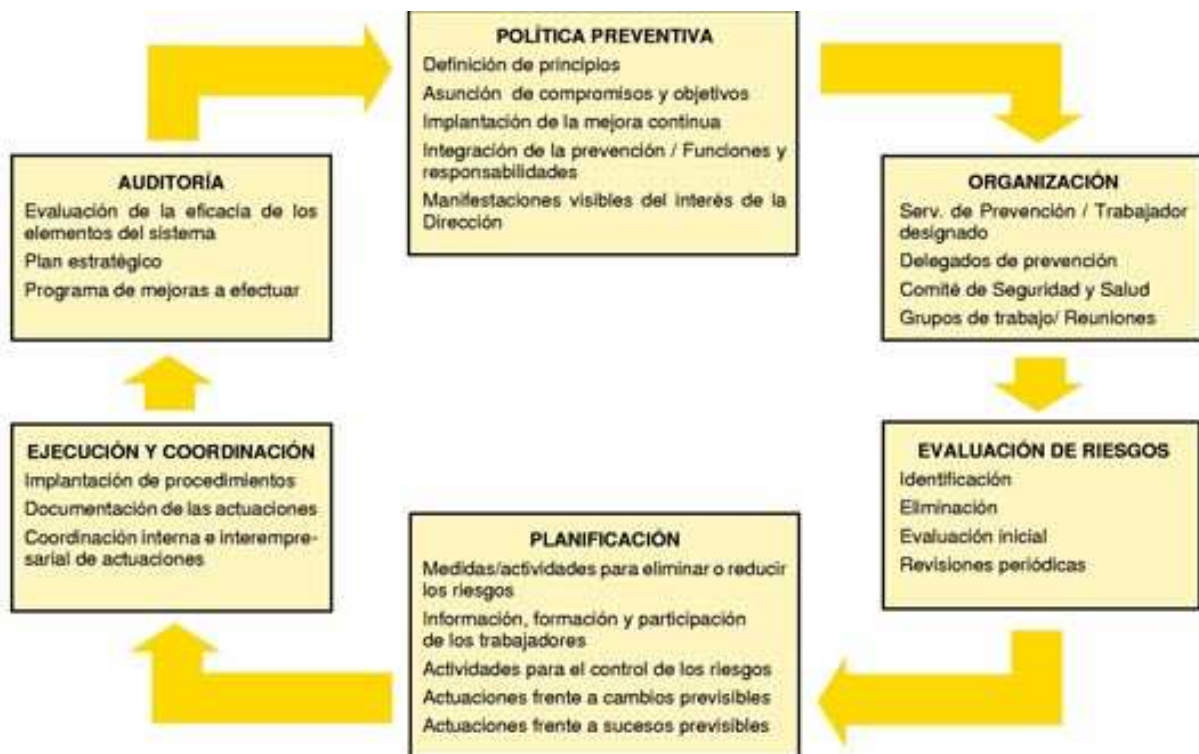 POLÍTICA PREVENTIVA
Definición de principios
Asunción de compromisos y objetivos
Implantación de la mejora continua
Integración de la prevención / Funciones y
responsabilidades
Manifestaciones visibles del interés de la
Dirección
ORGANIZACIÓN
Serv. de Prevención / Trabajador
designado
Delegados de prevención
Comité de Seguridad y Salud
Grupos de trabajo/ Reuniones
EVALUACIÓN DE RIESGOS
Identificación
Eliminación
Evaluación inicial
Revisiones periódicas
PLANIFICACIÓN
Medidas/actividades para eliminar o reducir
los riesgos
Información, formación y participación
de los trabajadores
Actividades para el control de los riesgos
Actuaciones frente a cambios previsibles
Actuaciones frente a sucesos previsibles
EJECUCIÓN Y COORDINACIÓN
Implantación de procedimientos
Documentación de las actuaciones
Coordinación interna e interempre-
sarial de actuaciones
AUDITORÍA
Evaluación de la eficacia de los
elementos del sistema
Plan estratégico
Programa de mejoras a efectuar